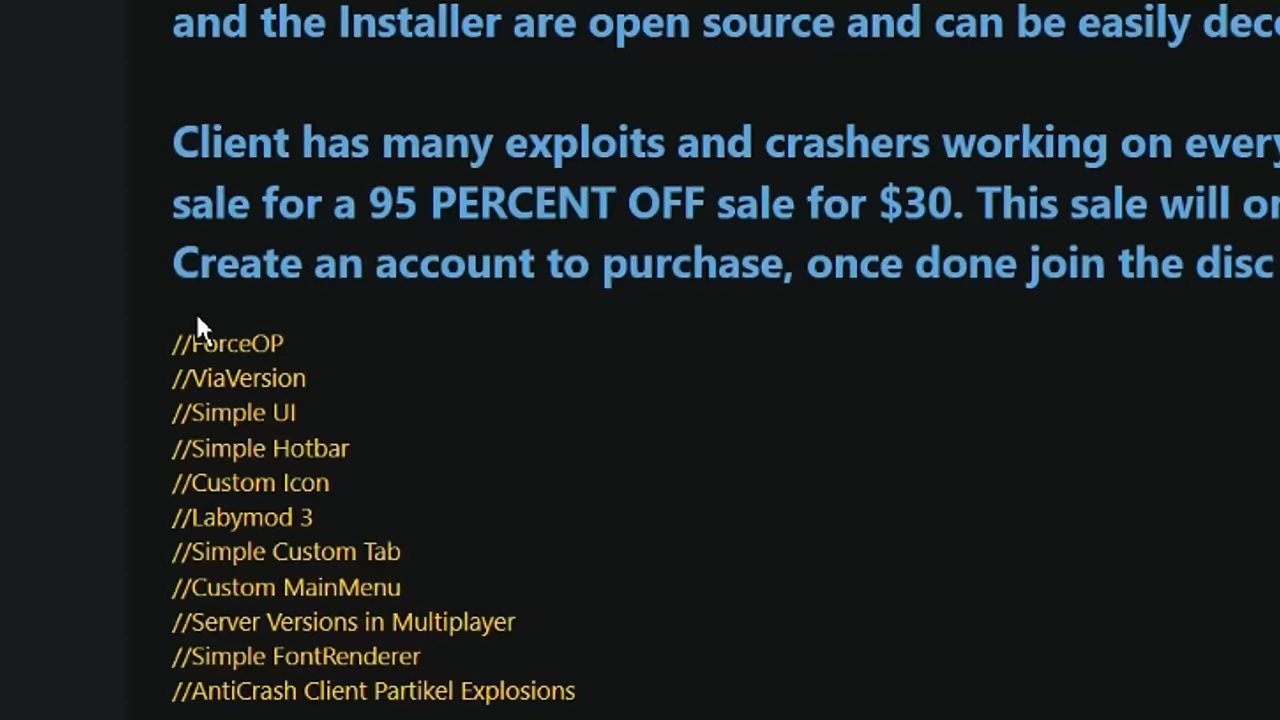 and the Installer are open source and can be easily
Client has many exploits and crashers working on every
sale for a 95 PERCENT OFF sale for $30. This sale will
Create an account to purchase, once done join the disc
//ForceOP
//ViaVersion
//Simple UI
//Simple Hotbar
//Custom Icon
//Labymod 3
//Simple Custom Tab
//Custom MainMenu
//Server Versions in Multiplayer
//Simple FontRenderer
//AntiCrash Client Partikel Explosions